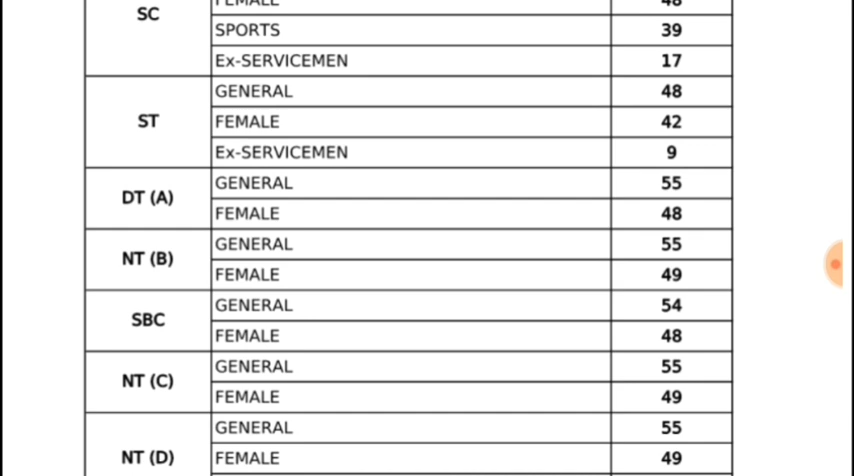 FEMALE 48
SC
SPORTS 39
Ex-SERVICEMEN 17
GENERAL 48
ST
FEMALE 42
Ex-SERVICEMEN 9
GENERAL 55
DT (A)
FEMALE 48
GENERAL 55
NT (B)
FEMALE 49
GENERAL 54
SBC
FEMALE 48
GENERAL 55
NT (C)
FEMALE 49
GENERAL 55
NT (D)
FEMALE 49